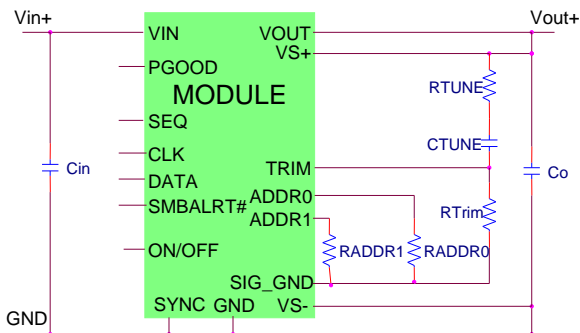 Vin+
Vout+
VIN
VOUT
VS+
PGOOD
RTUNE
MODULE
SEQ
CTUNE
CLK
TRIM
Cin
Co
DATA
ADDR0
SMBALRT#
RTrim
ADDR1
ON/OFF
RADDR1
RADDR0
SIG_GND
SYNC
GND
VS-
GND